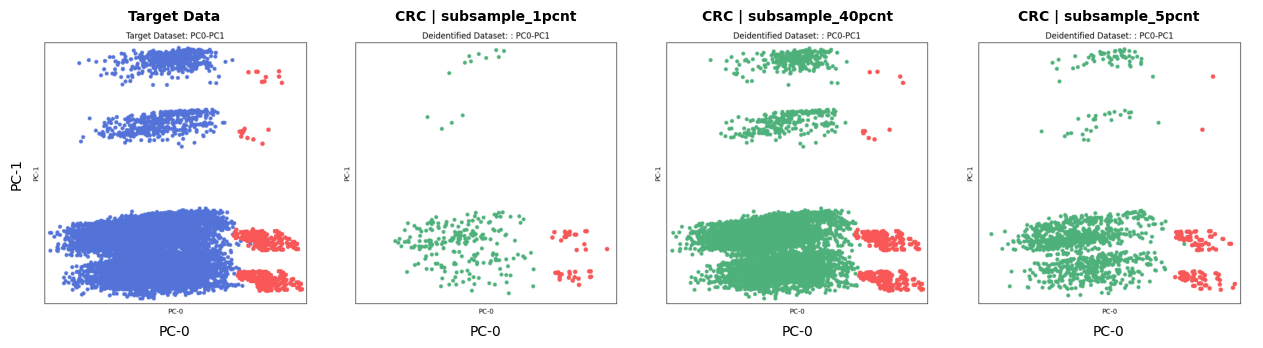 Target Data
Target Dataset: PC0-PC1
PC-1
PC-1
PC-0
PC-0
CRC | subsample_1pcnt
Deidentified Dataset: : PC0-PC1
PC-1
PC-0
PC-0
CRC | subsample_40pcnt
Deidentified Dataset: : PC0-PC1
PC-1
PC-0
PC-0
CRC | subsample_5pcnt
Deidentified Dataset: : PC0-PC1
PC-1
PC-0
PC-0